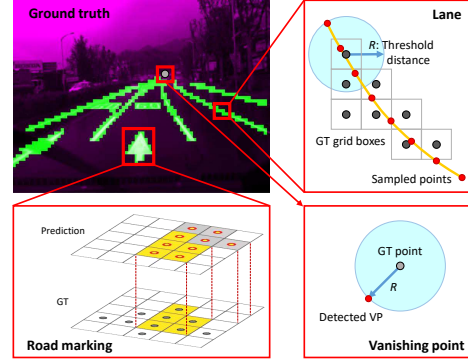 Ground truth
Lane
R: Threshold
distance
GT grid boxes
Sampled points
Prediction
GT
Road marking
GT point
R
Detected VP
Vanishing point